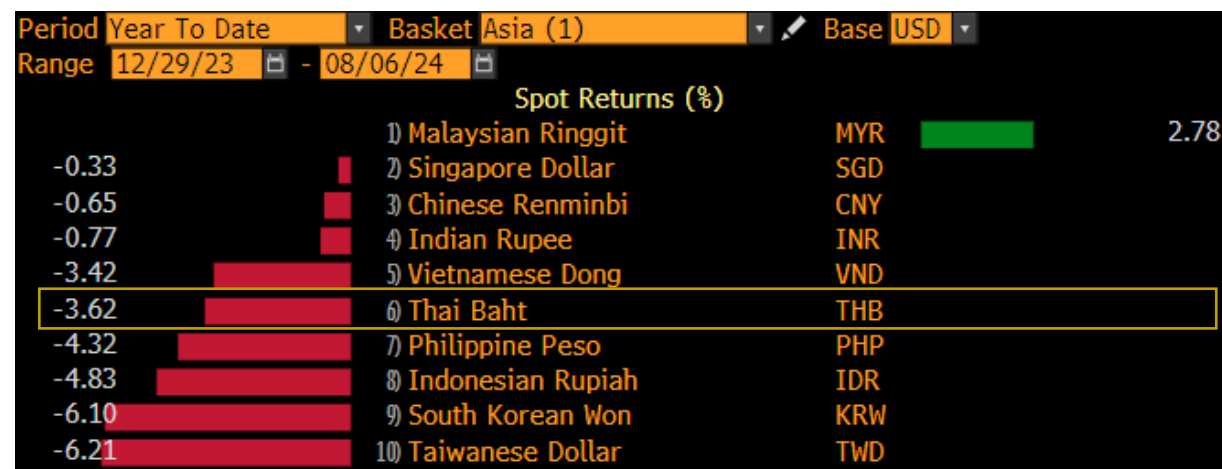 Period Year To Date Basket Asia (1) Base USD
Range 12/29/23 - 08/06/24
Spot Returns (%)
1) Malaysian Ringgit MYR 2.78
-0.33 2) Singapore Dollar SGD
-0.65 3) Chinese Renminbi CNY
-0.77 4) Indian Rupee INR
-3.42 5) Vietnamese Dong VND
-3.62 6) Thai Baht THB
-4.32 7) Philippine Peso PHP
-4.83 8) Indonesian Rupiah IDR
-6.10 9) South Korean Won KRW
-6.21 10) Taiwanese Dollar TWD